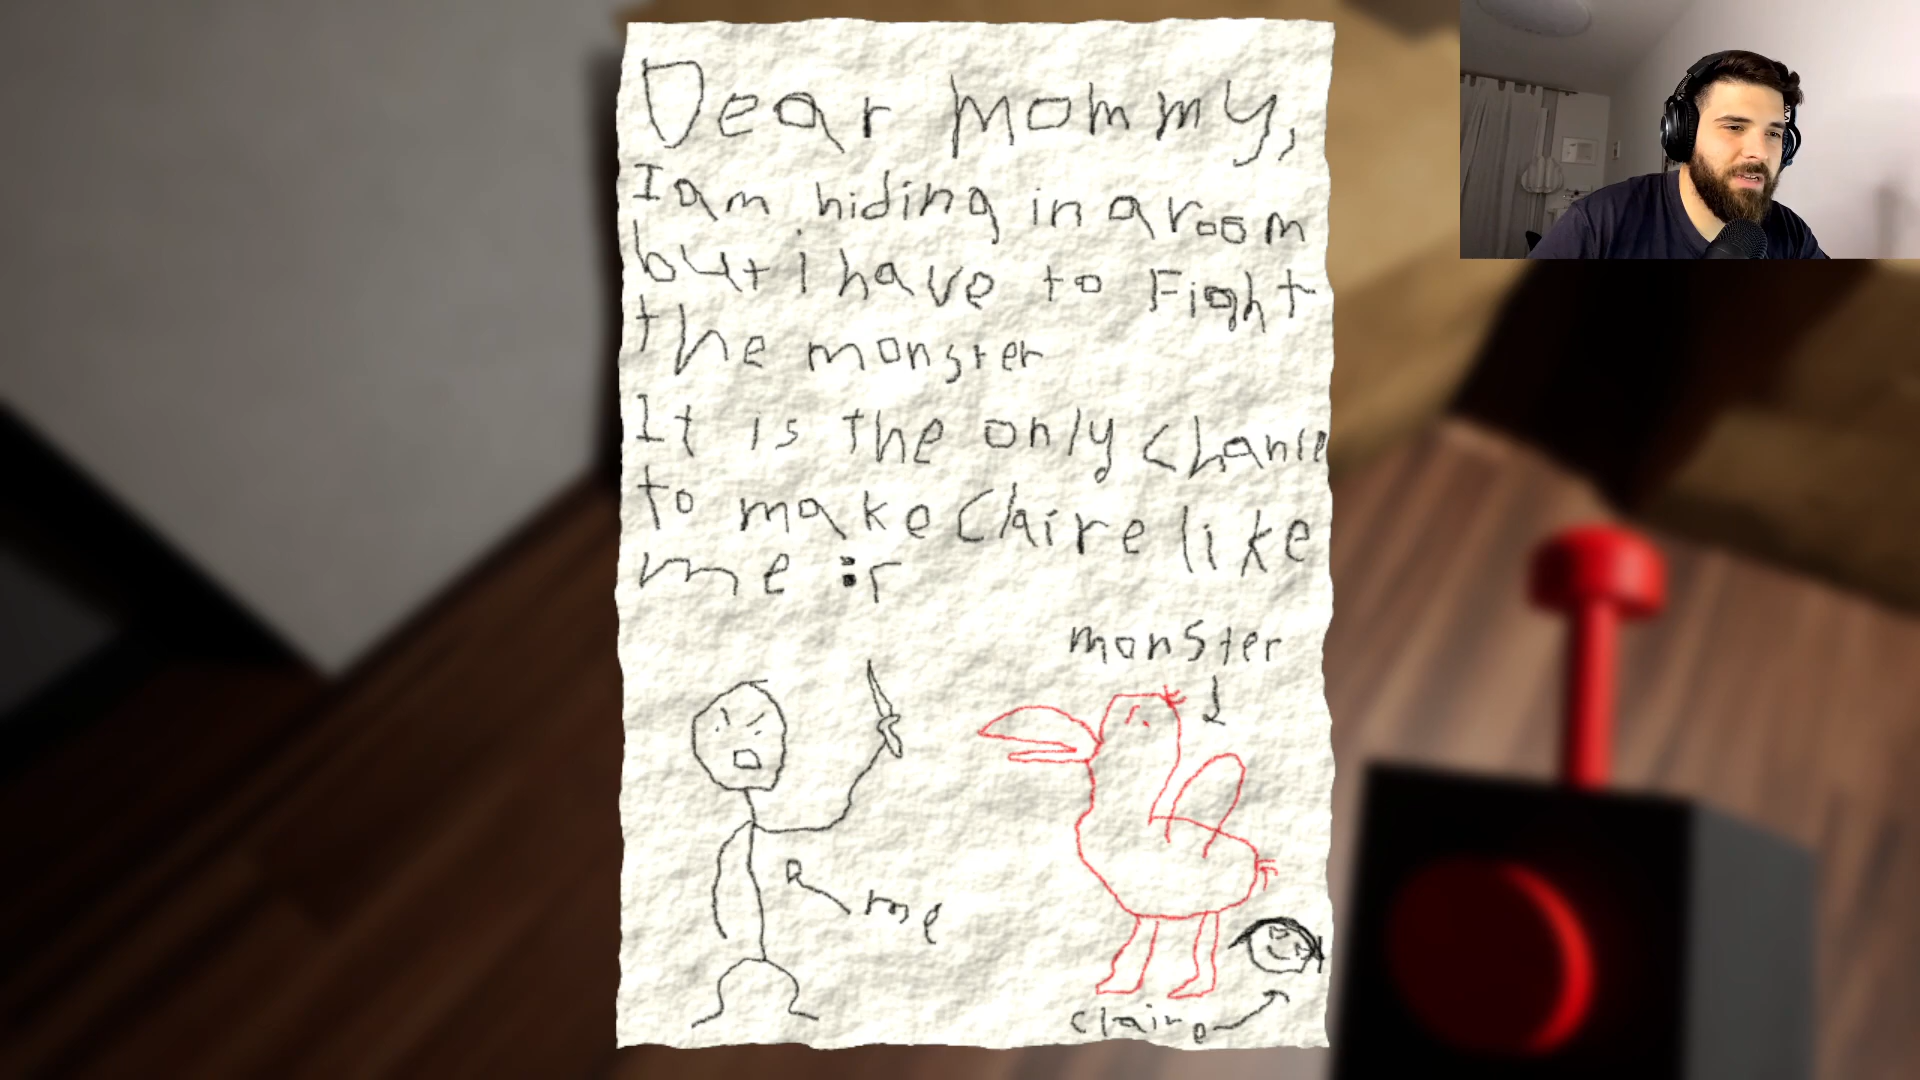 Dear Mommy,
I am hiding in a room
but i have to Fight
the monster
It is the only chance
to make Claire like
me :r
monster
me
claire